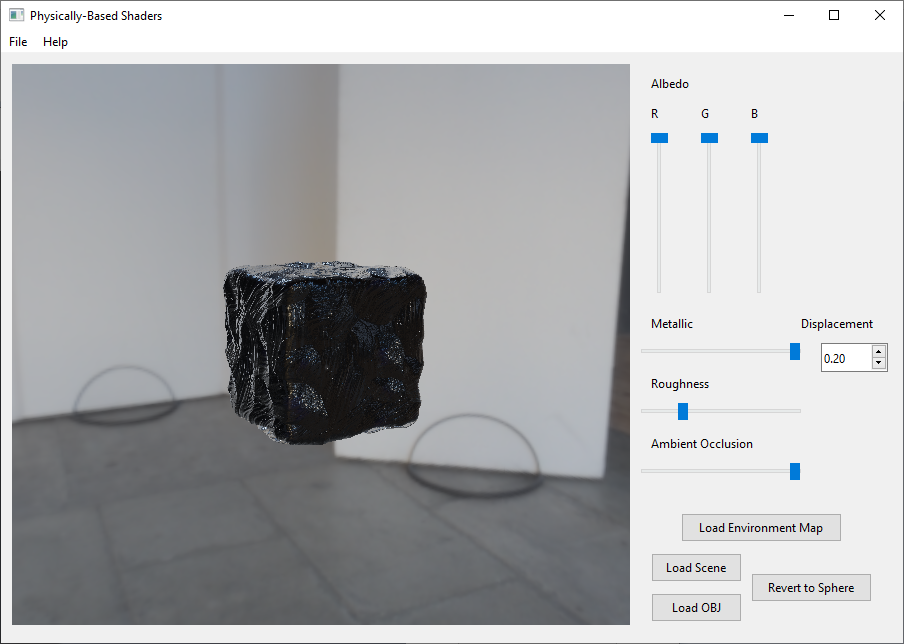 Physically-Based Shaders
File Help
Albedo
R G B
Metallic Displacement
0.20
Roughness
Ambient Occlusion
Load Environment Map
Load Scene
Revert to Sphere
Load OBJ